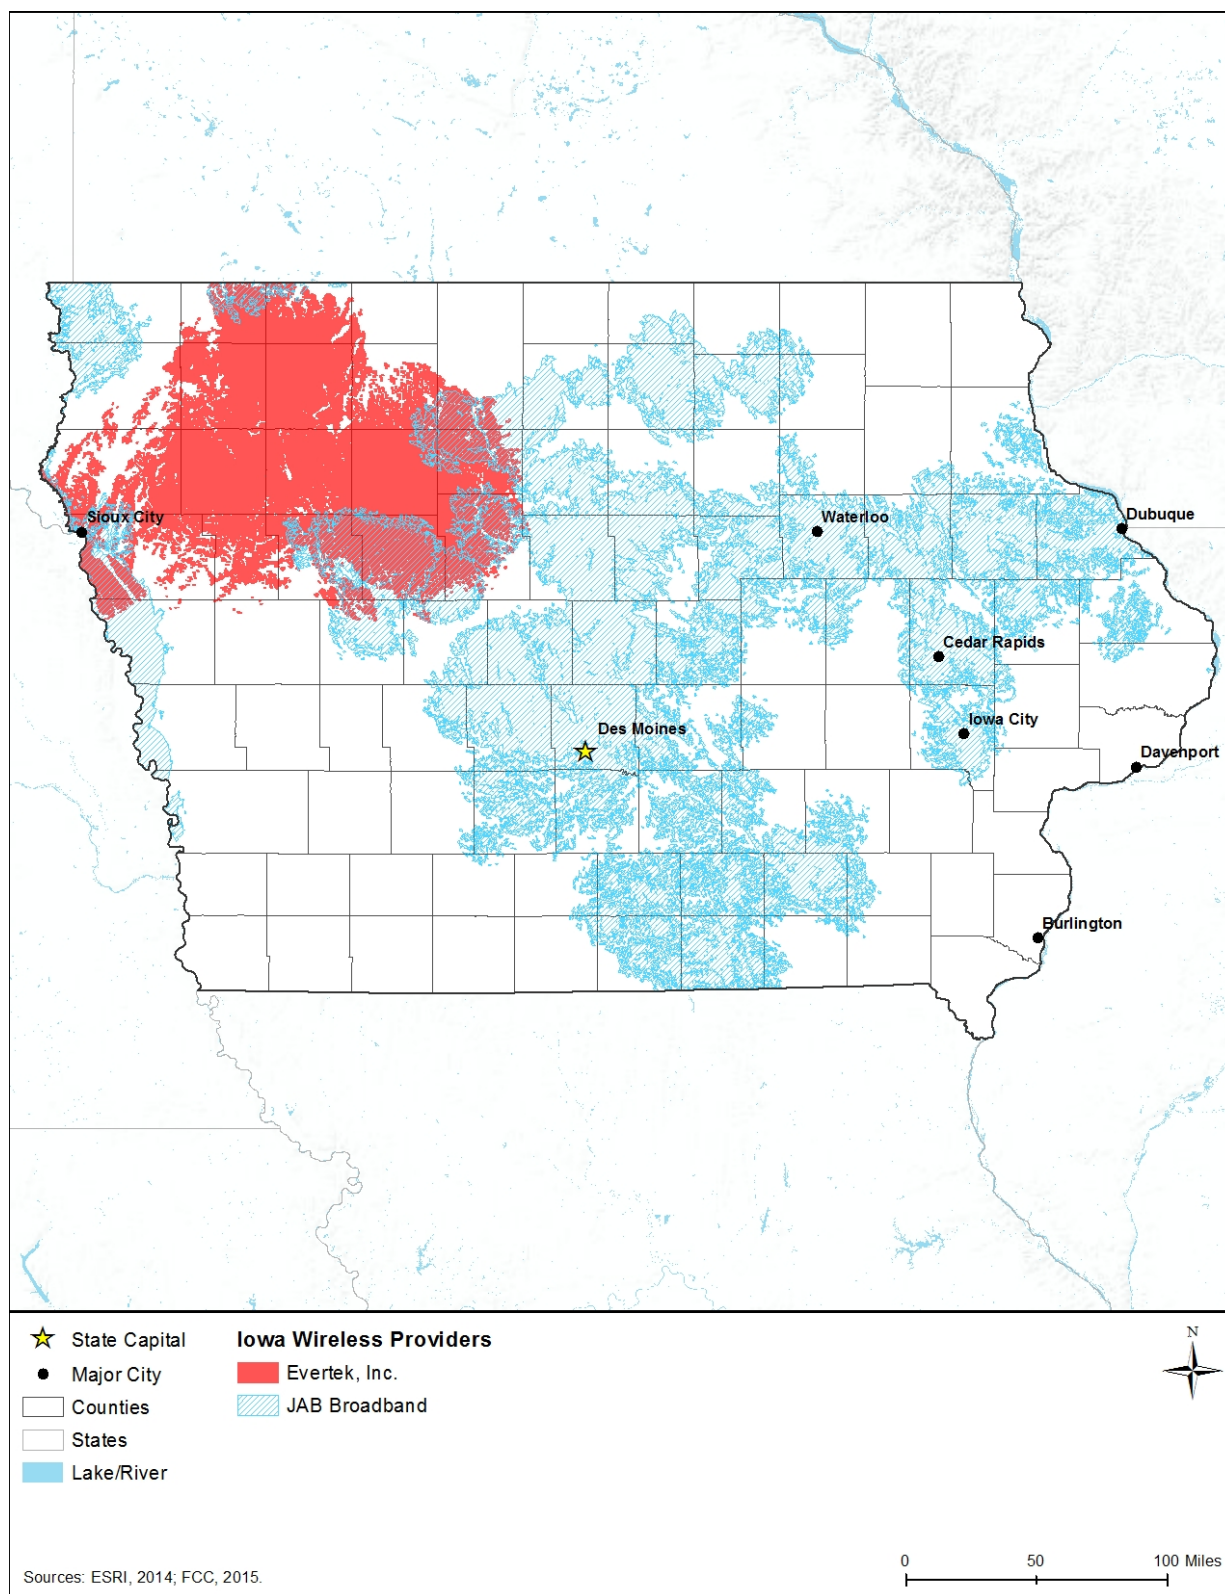 Sioux City
Waterloo
Dubuque
Cedar Rapids
Iowa City
Des Moines
Davenport
Burlington
State Capital
Major City
Counties
States
Lake/River
Iowa Wireless Providers
Evertek, Inc.
JAB Broadband
N
0 50 100 Miles
Sources: ESRI, 2014; FCC, 2015.